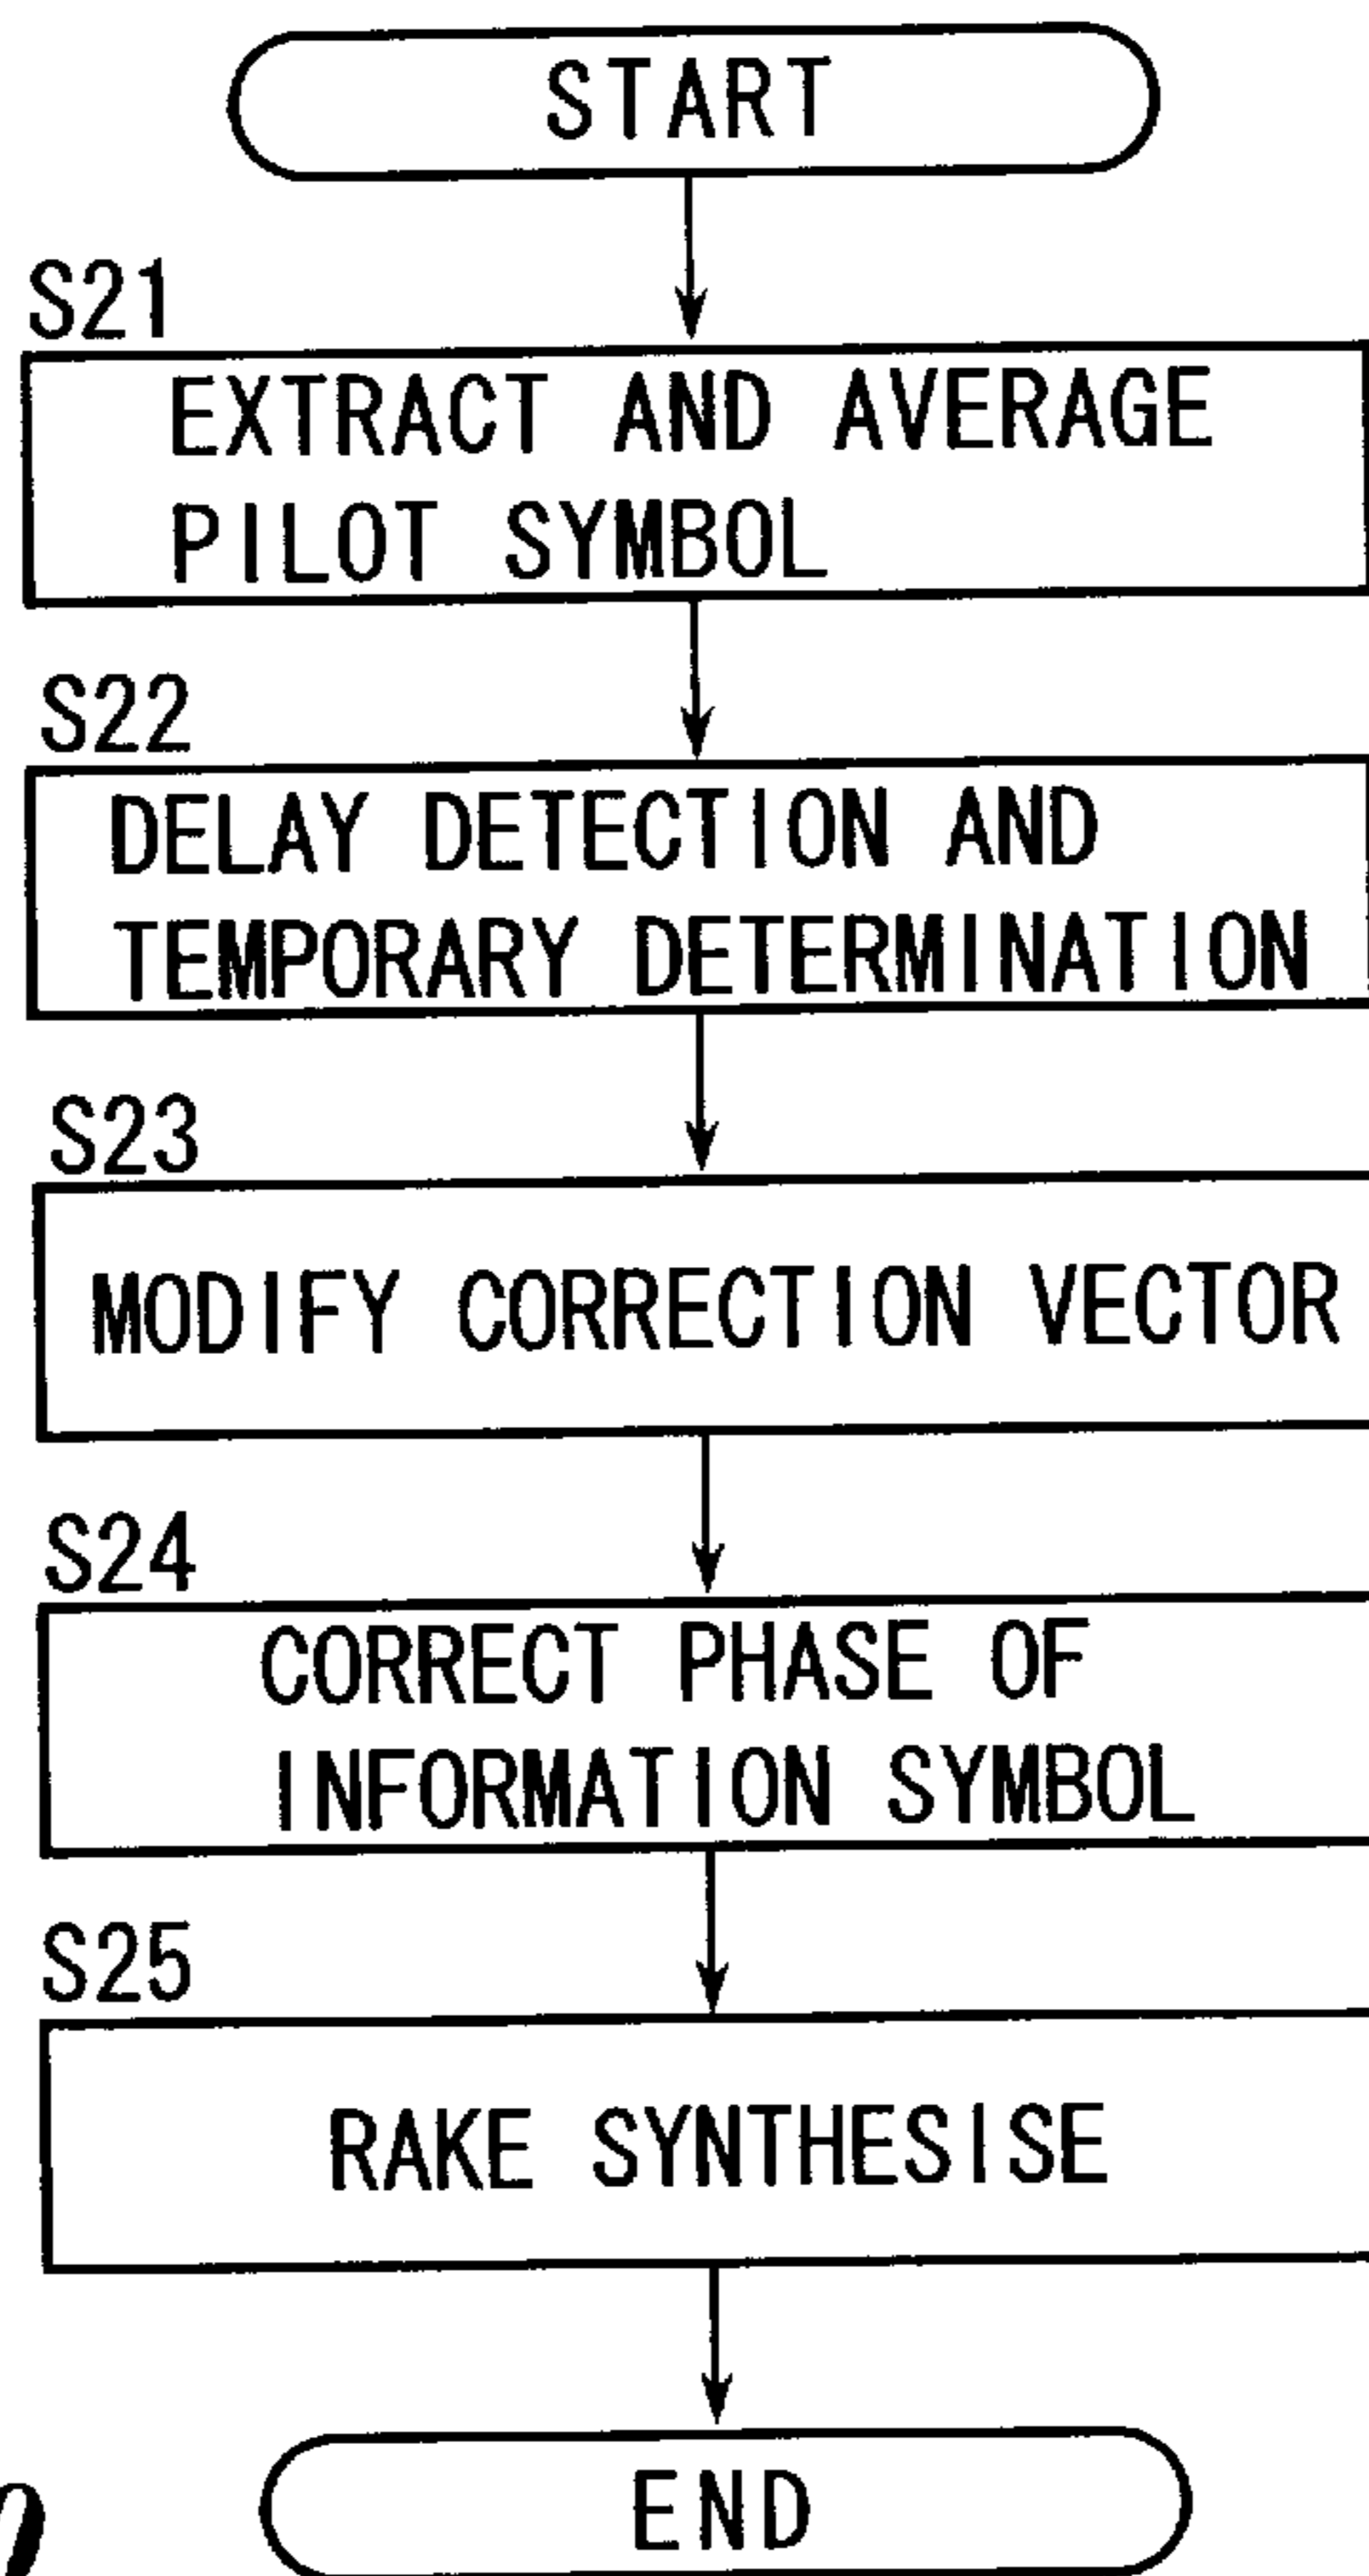 START
S21
EXTRACT AND AVERAGE
PILOT SYMBOL
S22
DELAY DETECTION AND
TEMPORARY DETERMINATION
S23
MODIFY CORRECTION VECTOR
S24
CORRECT PHASE OF
INFORMATION SYMBOL
S25
RAKE SYNTHESISE
END